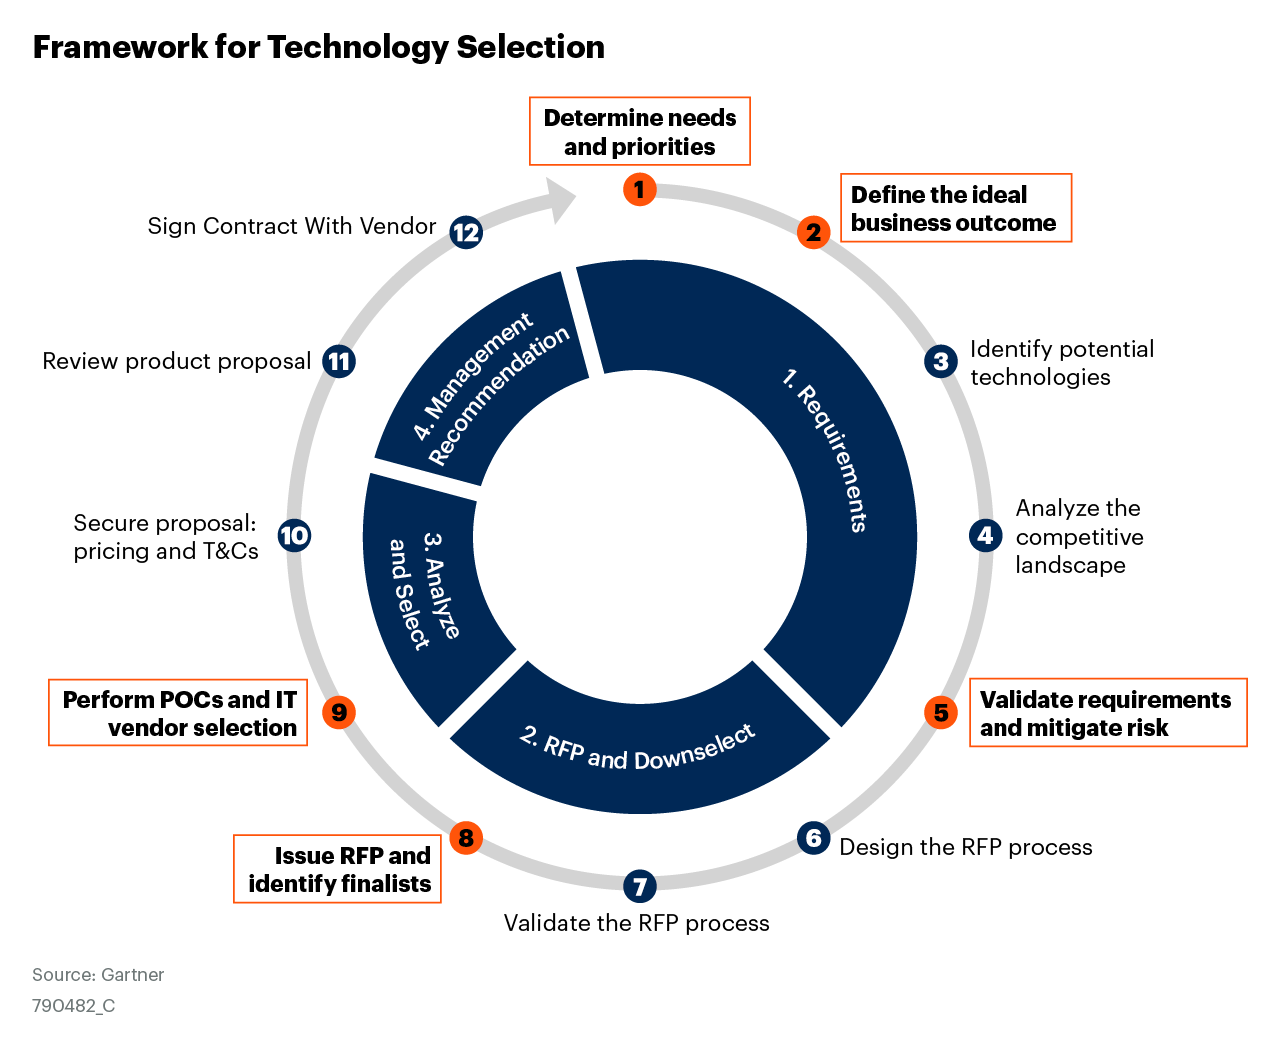 Framework for Technology Selection
Determine needs
and priorities
1
2
Define the ideal
business outcome
3
Identify potential
technologies
4
Analyze the
competitive
landscape
5
Validate requirements
and mitigate risk
6
Design the RFP process
7
Validate the RFP process
8
Issue RFP and
identify finalists
9
Perform POCs and IT
vendor selection
10
Secure proposal:
pricing and T&Cs
11
Review product proposal
12
Sign Contract With Vendor
1. Requirements
2. RFP and Downselect
3. Analyze
and Select
4. Management
Recommendation
Source: Gartner
790482_C